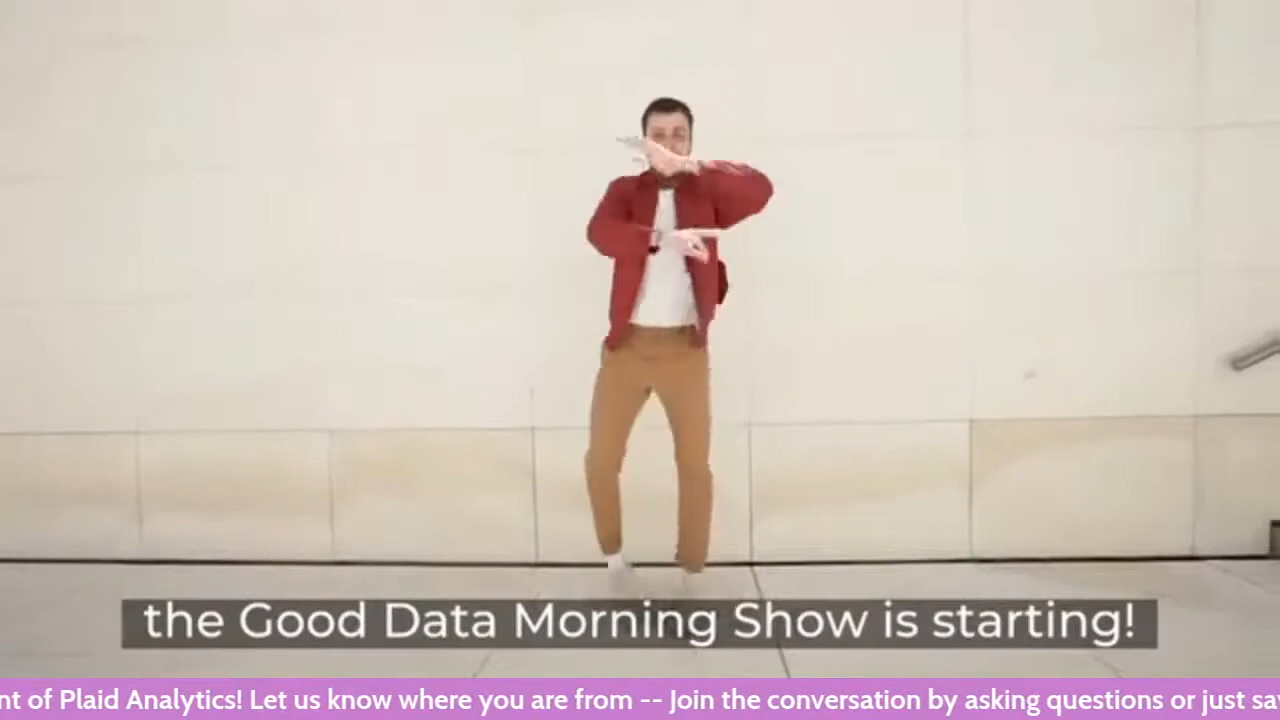 the Good Data Morning Show is starting!
of Plaid Analytics! Let us know where you are from -- Join the conversation by asking questions or just